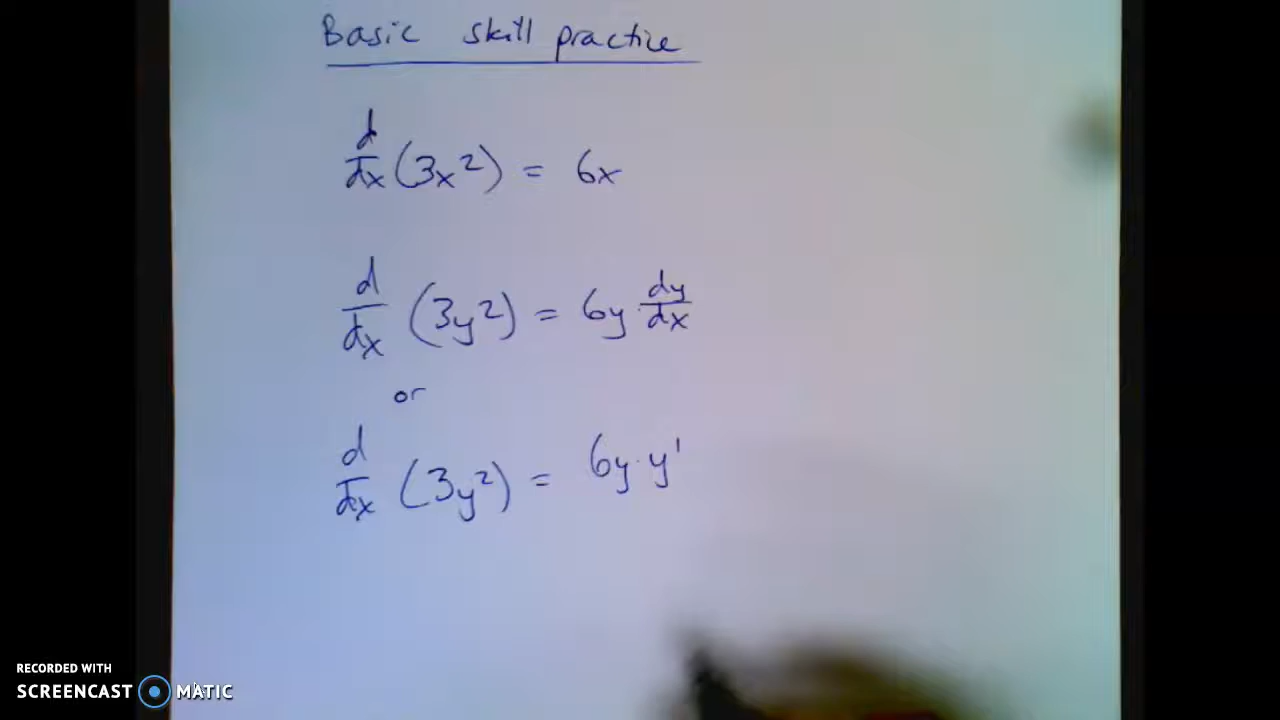 Basic skill practice
d/dx (3x²) = 6x
d/dx (3y²) = 6y · dy/dx
or
d/dx (3y²) = 6y · y'
RECORDED WITH
SCREENCAST MATIC